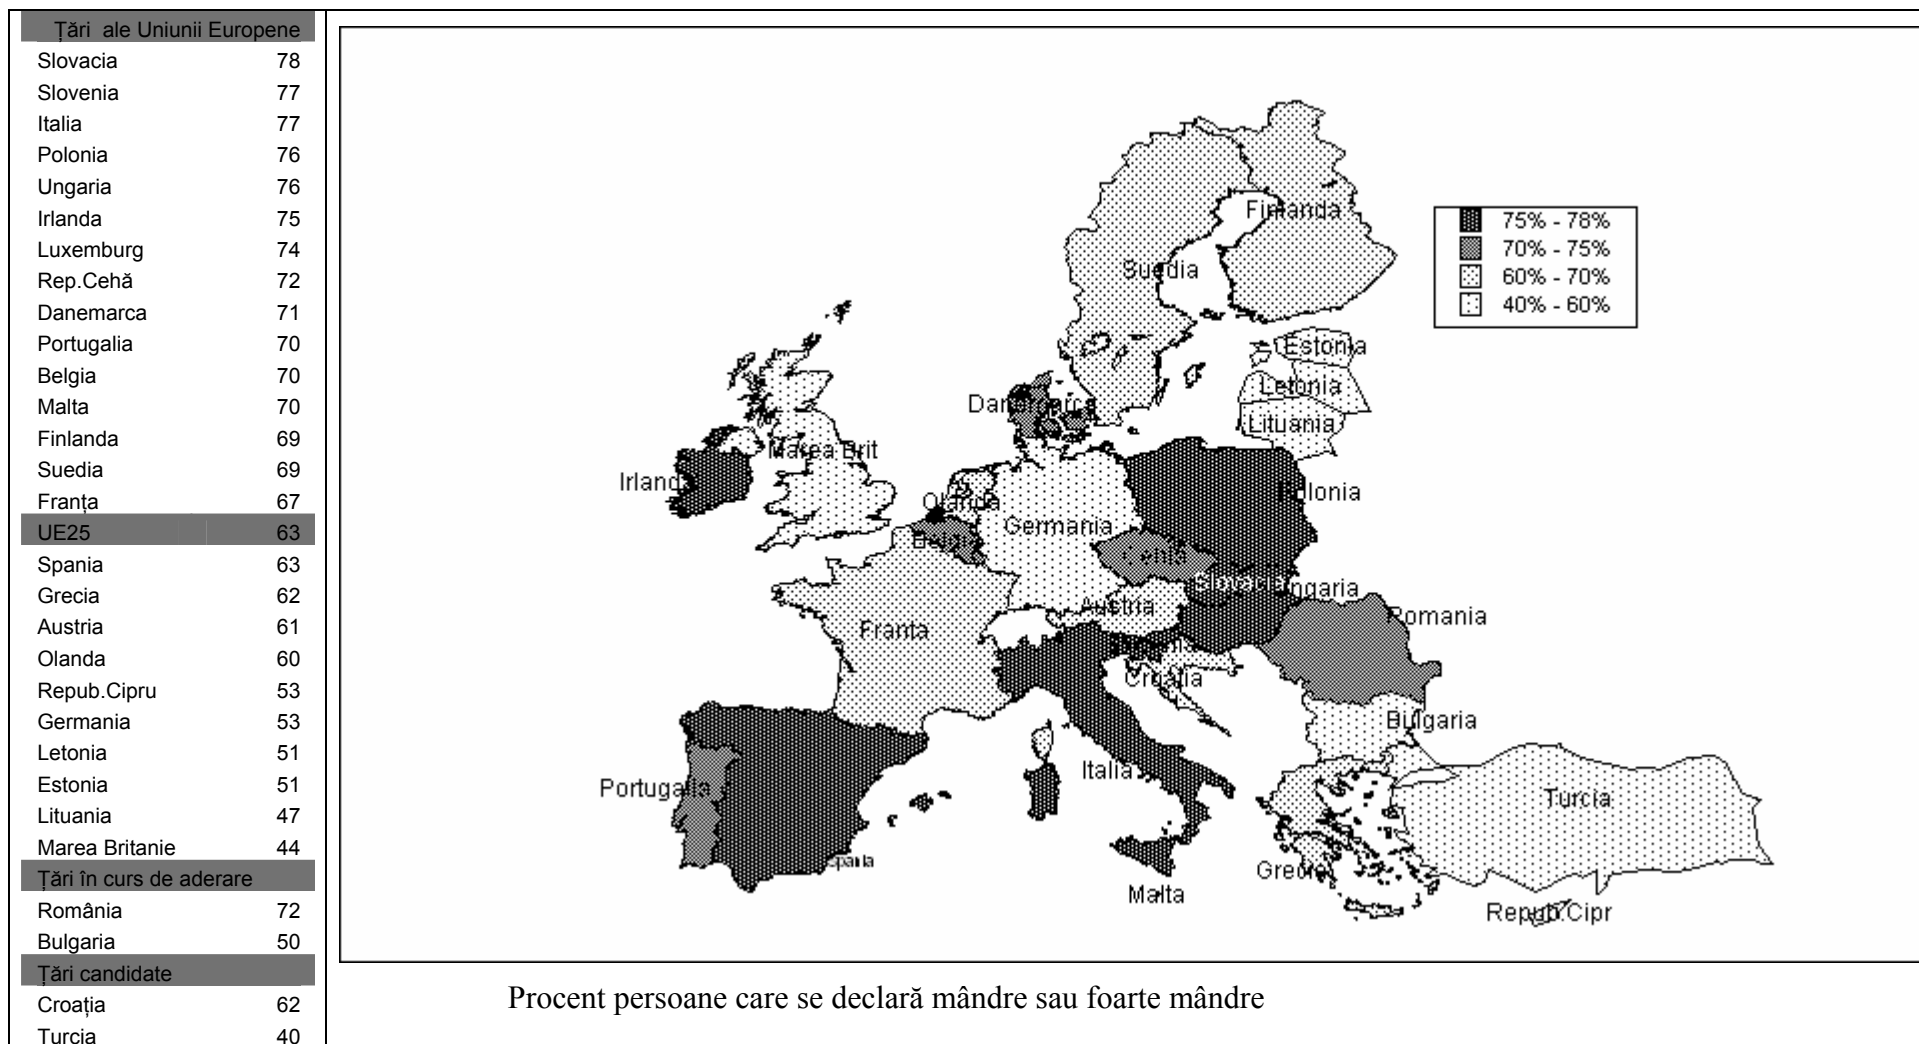 Țări ale Uniunii Europene
Slovacia 78
Slovenia 77
Italia 77
Polonia 76
Ungaria 76
Irlanda 75
Luxemburg 74
Rep.Cehă 72
Danemarca 71
Portugalia 70
Belgia 70
Malta 70
Finlanda 69
Suedia 69
Franța 67
UE25 63
Spania 63
Grecia 62
Austria 61
Olanda 60
Repub.Cipru 53
Germania 53
Letonia 51
Estonia 51
Lituania 47
Marea Britanie 44
Țări în curs de aderare
România 72
Bulgaria 50
Țări candidate
Croația 62
Turcia 40
75% - 78%
70% - 75%
60% - 70%
40% - 60%
Finlanda
Suedia
Estonia
Letonia
Lituania
Danemarca
Marea Brit
Irlanda
Olanda
Polonia
Germania
Belgia
Cehia
Slovacia
ngaria
Austria
Romania
Franta
Croatia
Bulgaria
Italia
Portugalia
Turcia
Spania
Grecia
Malta
Repub.Cipr
Procent persoane care se declară mândre sau foarte mândre